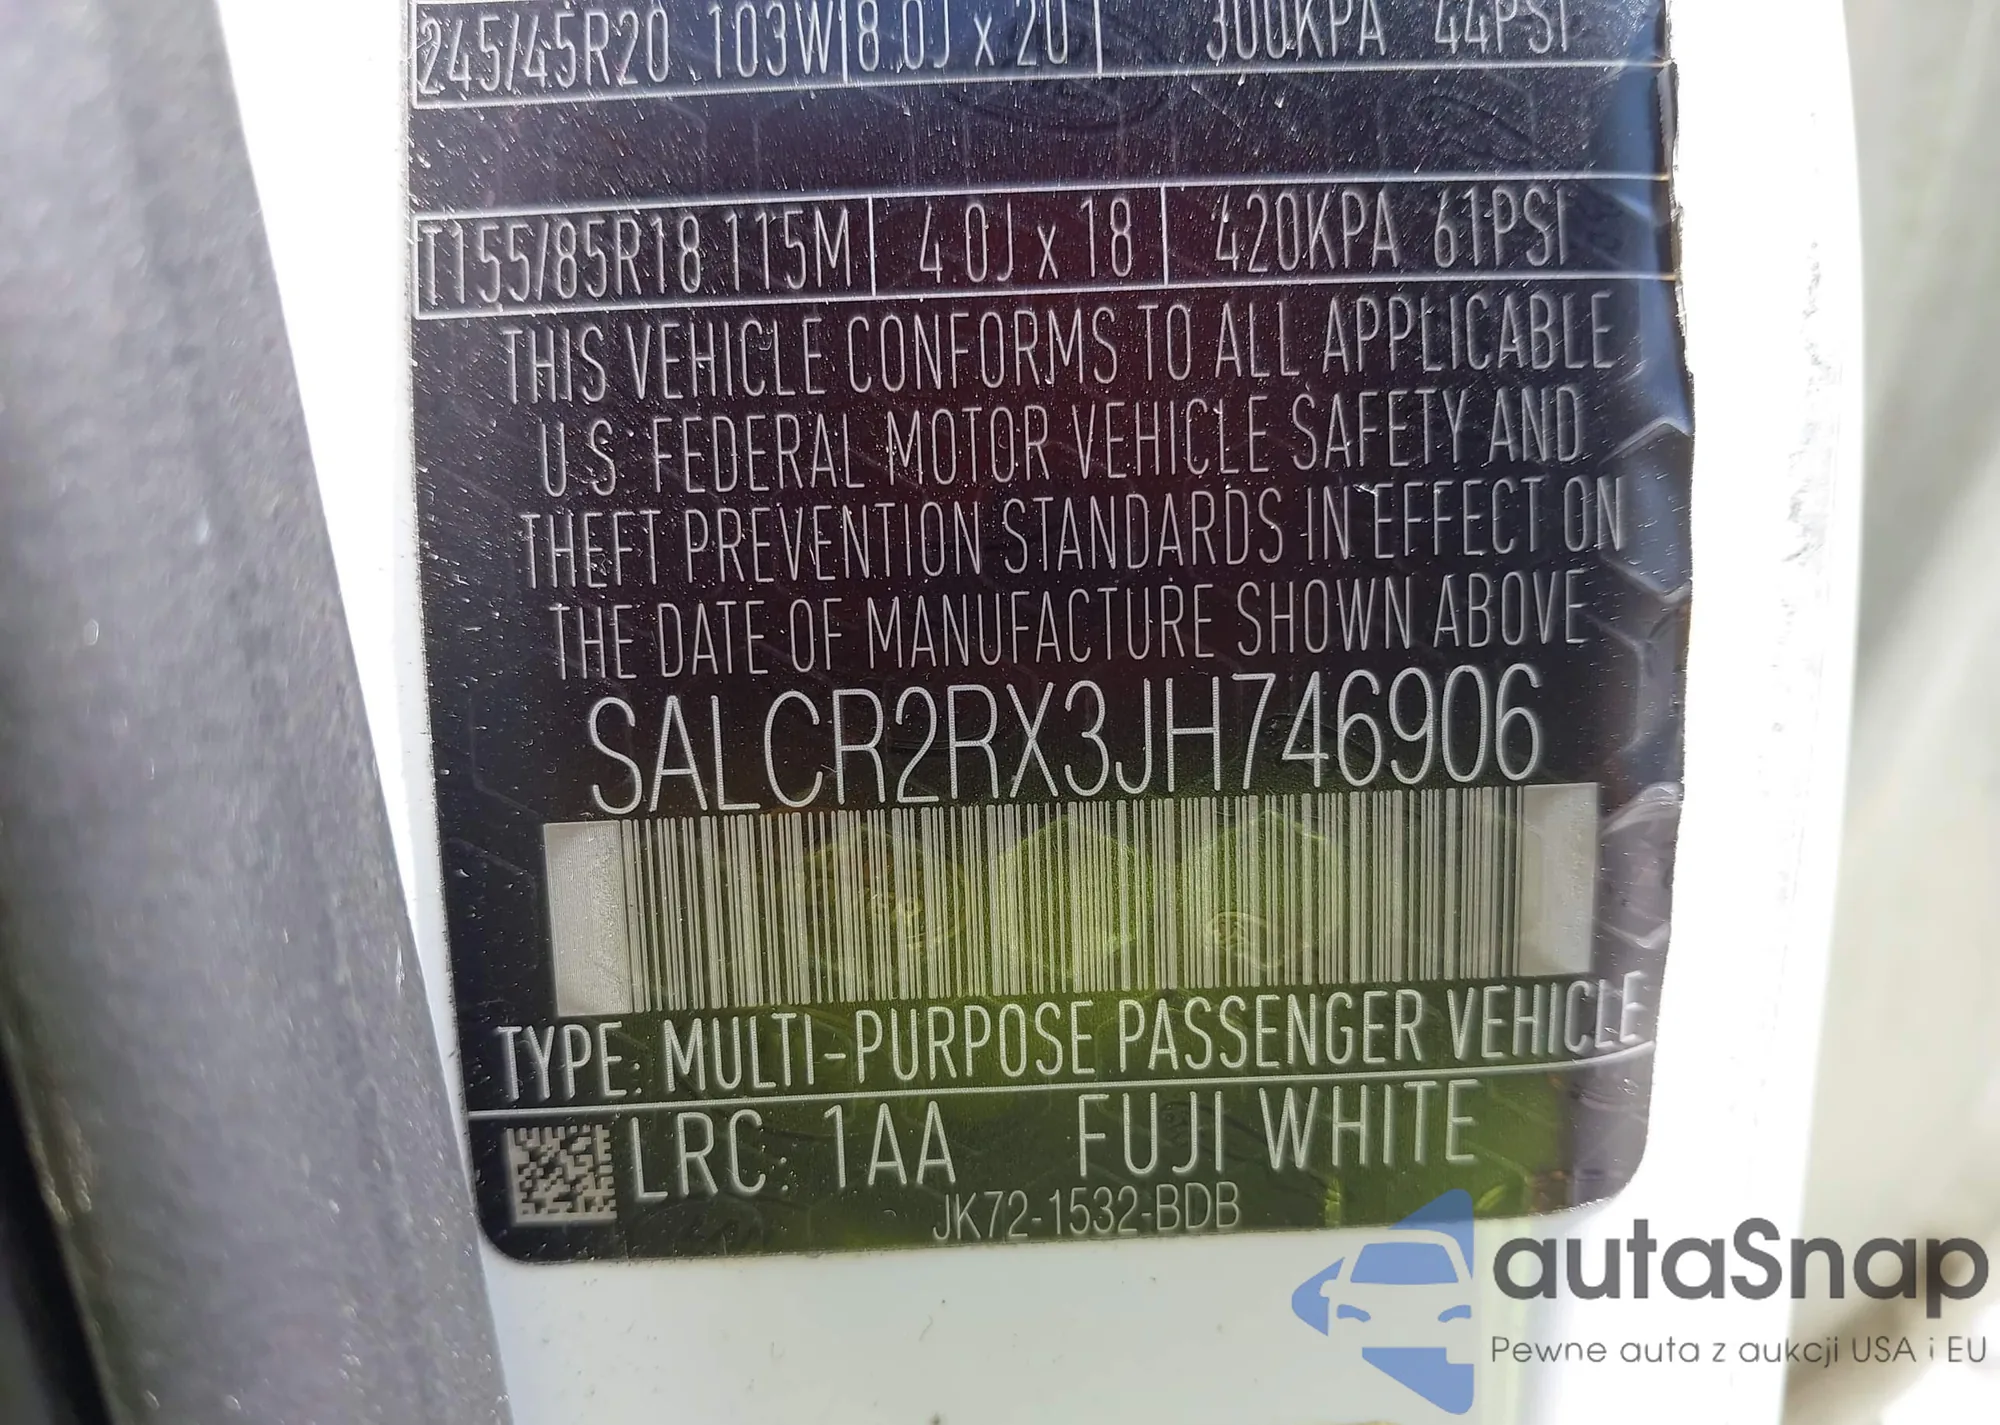 245/45R20 103W 8.0J x 20 300KPA 44PSI
T155/85R18 115M 4.0J x 18 420KPA 61PSI
THIS VEHICLE CONFORMS TO ALL APPLICABLE
U.S. FEDERAL MOTOR VEHICLE SAFETY AND
THEFT PREVENTION STANDARDS IN EFFECT ON
THE DATE OF MANUFACTURE SHOWN ABOVE
SALCR2RX3JH746906
TYPE: MULTI-PURPOSE PASSENGER VEHICLE
LRC: 1AA FUJI WHITE
JK72-1532-BDB
autaSnap
Pewne auta z aukcji USA i EU